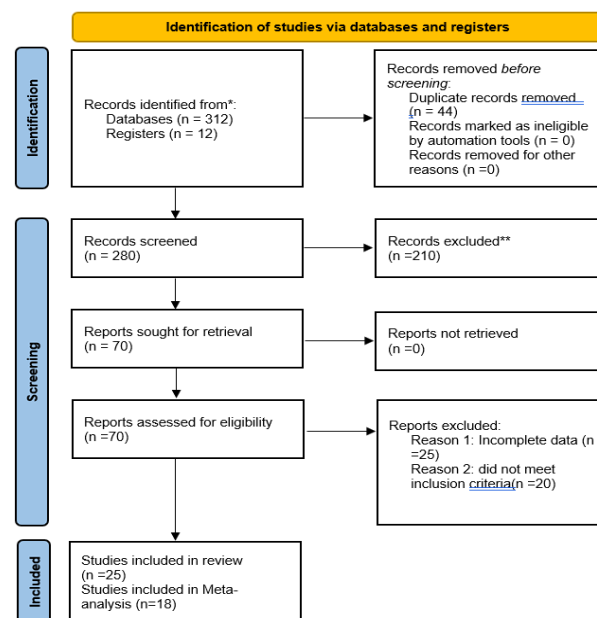 Identification of studies via databases and registers
Identification
Records identified from*:
Databases (n = 312)
Registers (n = 12)
Records removed before
screening:
Duplicate records removed
(n = 44)
Records marked as ineligible
by automation tools (n = 0)
Records removed for other
reasons (n =0)
Screening
Records screened
(n = 280)
Records excluded**
(n =210)
Reports sought for retrieval
(n = 70)
Reports not retrieved
(n =0)
Reports assessed for eligibility
(n =70)
Reports excluded:
Reason 1: Incomplete data (n
=25)
Reason 2: did not meet
inclusion criteria(n =20)
Included
Studies included in review
(n =25)
Studies included in Meta-
analysis (n=18)